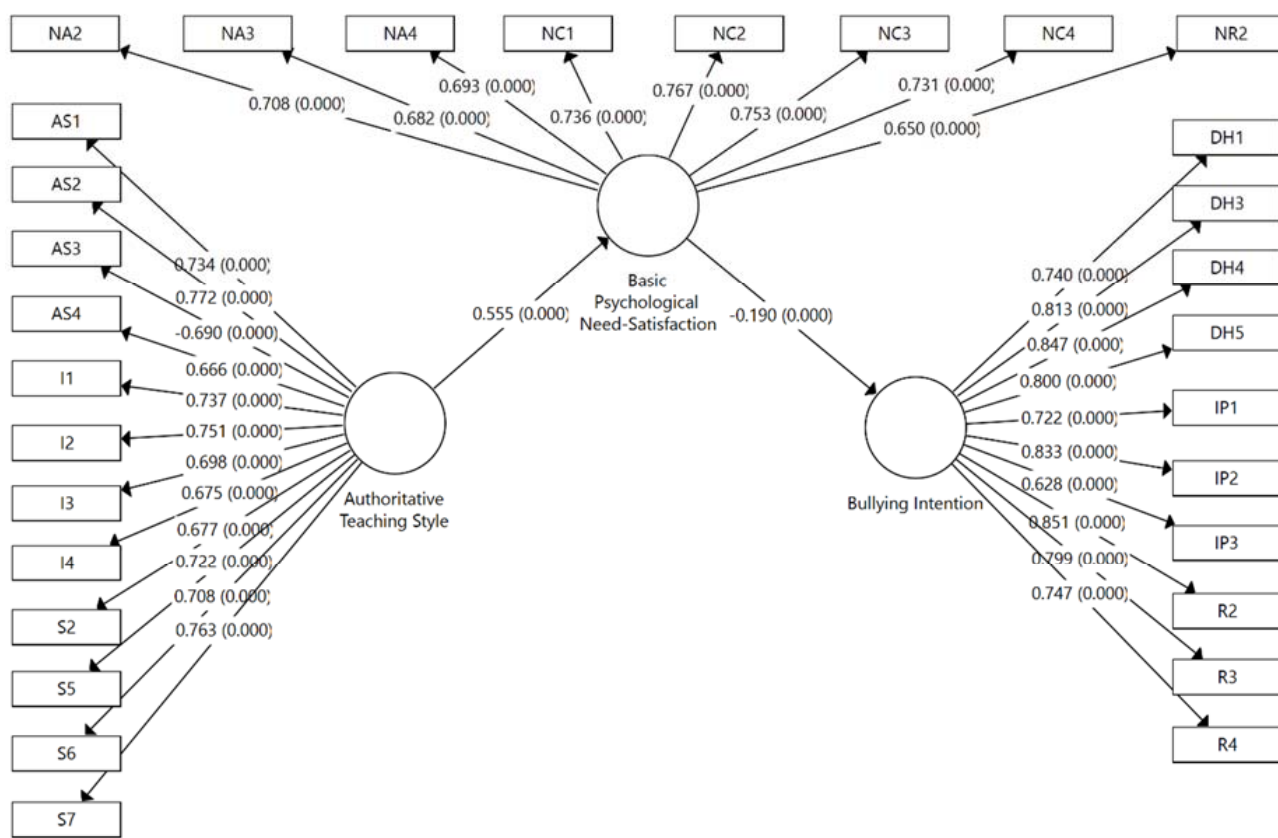 NA2
NA3
NA4
NC1
NC2
NC3
NC4
NR2
0.708 (0.000)
0.682 (0.000)
0.693 (0.000)
0.736 (0.000)
0.767 (0.000)
0.753 (0.000)
0.731 (0.000)
0.650 (0.000)
AS1
AS2
AS3
AS4
I1
I2
I3
I4
S2
S5
S6
S7
0.734 (0.000)
0.772 (0.000)
-0.690 (0.000)
0.666 (0.000)
0.737 (0.000)
0.751 (0.000)
0.698 (0.000)
0.675 (0.000)
0.677 (0.000)
0.722 (0.000)
0.708 (0.000)
0.763 (0.000)
Authoritative
Teaching Style
0.555 (0.000)
Basic
Psychological
Need-Satisfaction
-0.190 (0.000)
Bullying Intention
0.740 (0.000)
0.813 (0.000)
0.847 (0.000)
0.800 (0.000)
0.722 (0.000)
0.833 (0.000)
0.628 (0.000)
0.851 (0.000)
0.799 (0.000)
0.747 (0.000)
DH1
DH3
DH4
DH5
IP1
IP2
IP3
R2
R3
R4